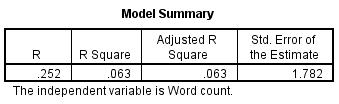 Model Summary
R R Square Adjusted R Square Std. Error of the Estimate
.252 .063 .063 1.782
The independent variable is Word count.